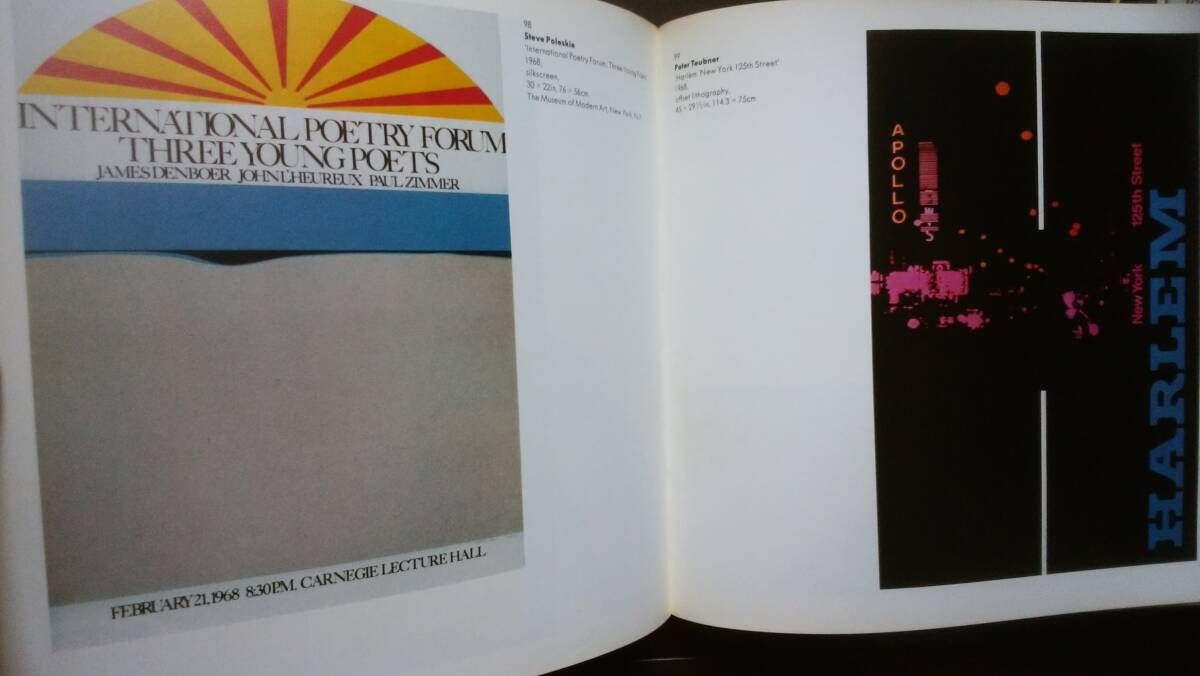 INTERNATIONAL POETRY FORUM
THREE YOUNG POETS
JAMES DENBOER JOHN L'HEUREUX PAUL ZIMMER
FEBRUARY 21, 1968 8:30 P.M. CARNEGIE LECTURE HALL
98
Steve Poleskie
'International Poetry Forum: Three Young Poets'
1968,
silkscreen,
30 × 22in, 76 × 56cm
The Museum of Modern Art, New York, N.Y.
99
Peter Teubner
'Harlem. New York 125th Street'
1968,
offset lithography,
45 × 29½in, 114.3 × 75cm
APOLLO
New York 125th Street
HARLEM